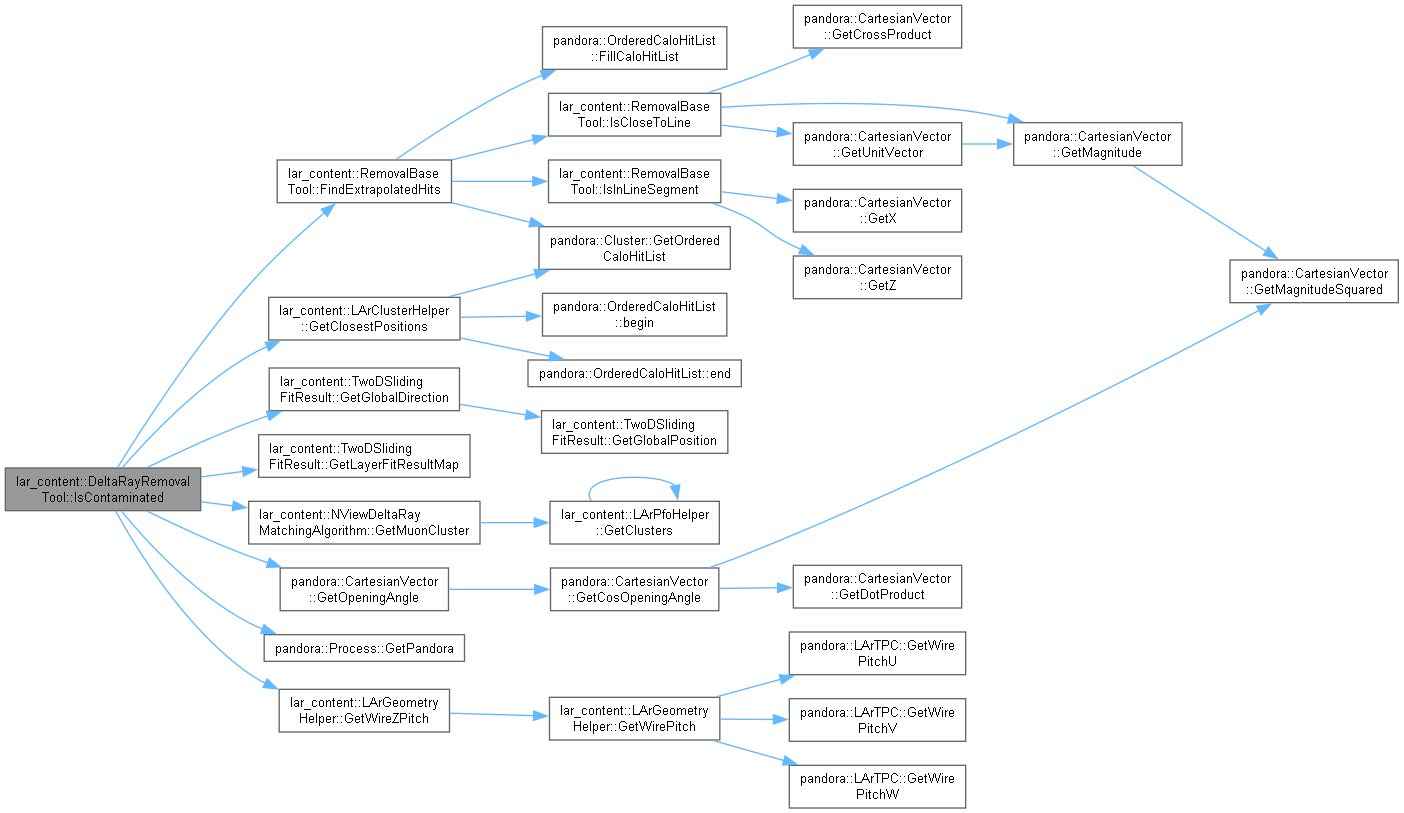 lar_content::DeltaRayRemoval
Tool::IsContaminated
lar_content::RemovalBase
Tool::FindExtrapolatedHits
lar_content::LArClusterHelper
::GetClosestPositions
lar_content::TwoDSliding
FitResult::GetGlobalDirection
lar_content::TwoDSliding
FitResult::GetLayerFitResultMap
lar_content::NViewDeltaRay
MatchingAlgorithm::GetMuonCluster
pandora::CartesianVector
::GetOpeningAngle
pandora::Process::GetPandora
lar_content::LArGeometry
Helper::GetWireZPitch
pandora::OrderedCaloHitList
::FillCaloHitList
lar_content::RemovalBase
Tool::IsCloseToLine
lar_content::RemovalBase
Tool::IsInLineSegment
pandora::Cluster::GetOrdered
CaloHitList
pandora::OrderedCaloHitList
::begin
pandora::OrderedCaloHitList::end
lar_content::TwoDSliding
FitResult::GetGlobalPosition
lar_content::LArPfoHelper
::GetClusters
pandora::CartesianVector
::GetCosOpeningAngle
lar_content::LArGeometry
Helper::GetWirePitch
pandora::CartesianVector
::GetCrossProduct
pandora::CartesianVector
::GetUnitVector
pandora::CartesianVector
::GetX
pandora::CartesianVector
::GetZ
pandora::CartesianVector
::GetDotProduct
pandora::LArTPC::GetWire
PitchU
pandora::LArTPC::GetWire
PitchV
pandora::LArTPC::GetWire
PitchW
pandora::CartesianVector
::GetMagnitude
pandora::CartesianVector
::GetMagnitudeSquared